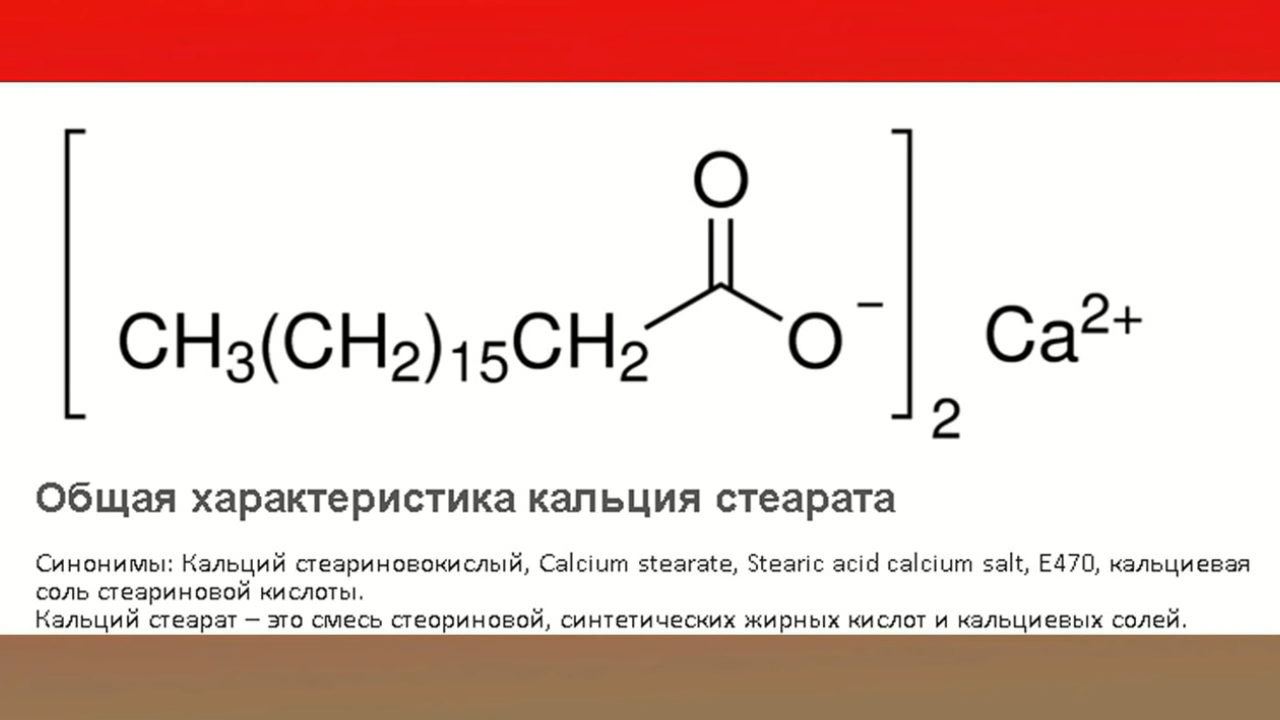 [CH₃(CH₂)₁₅CH₂C(=O)O⁻]₂ Ca²⁺
Общая характеристика кальция стеарата
Синонимы: Кальций стеариновокислый, Calcium stearate, Stearic acid calcium salt, E470, кальциевая
соль стеариновой кислоты.
Кальций стеарат – это смесь стеориновой, синтетических жирных кислот и кальциевых солей.